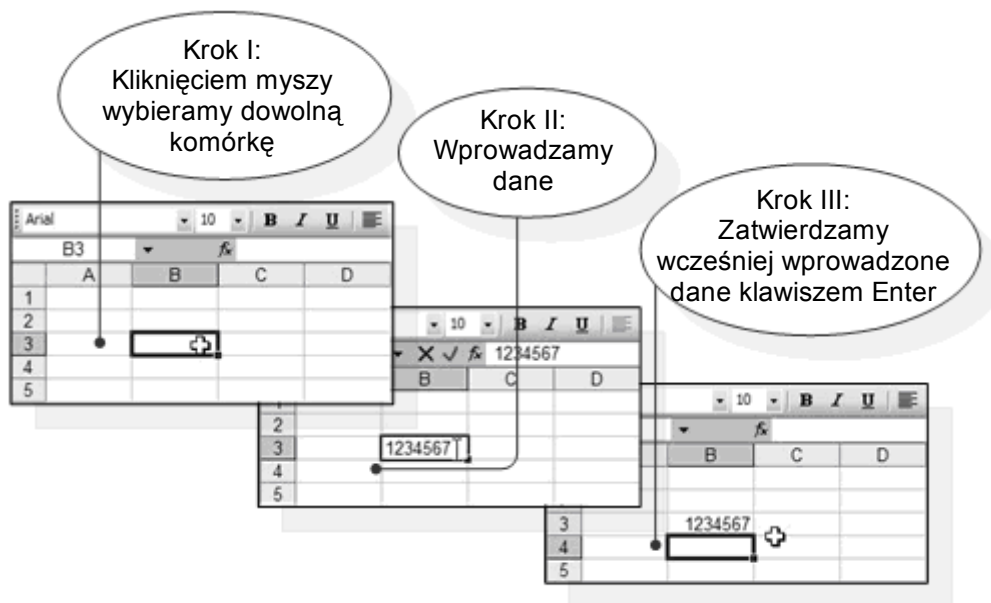 Krok I:
Kliknięciem myszy
wybieramy dowolną
komórkę
Krok II:
Wprowadzamy
dane
Krok III:
Zatwierdzamy
wcześniej wprowadzone
dane klawiszem Enter
Arial 10 B I U
B3 fx
A B C D
1
2
3
4
5
10 B I U
fx 1234567
B C D
1
2
3 1234567
4
5
10 B I U
fx
B C D
3 1234567
4
5